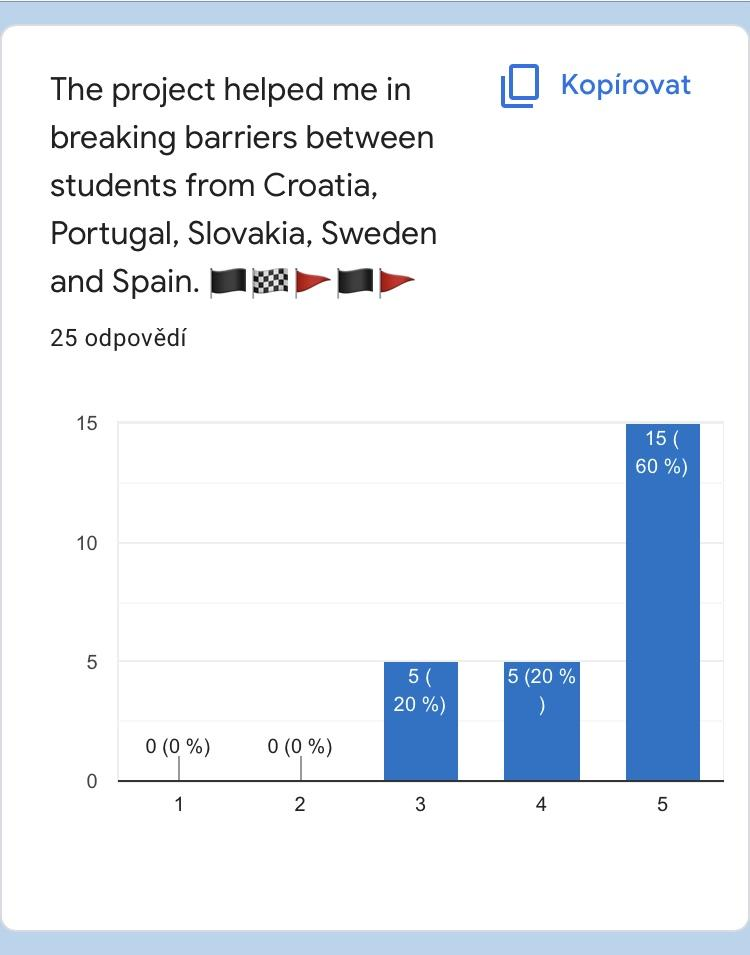 The project helped me in
breaking barriers between
students from Croatia,
Portugal, Slovakia, Sweden
and Spain. 🏴🏁🚩🏴🚩
Kopírovat
25 odpovědí
15
10
5
0
0 (0 %)
0 (0 %)
5 (
20 %)
5 (20 %
)
15 (
60 %)
1
2
3
4
5